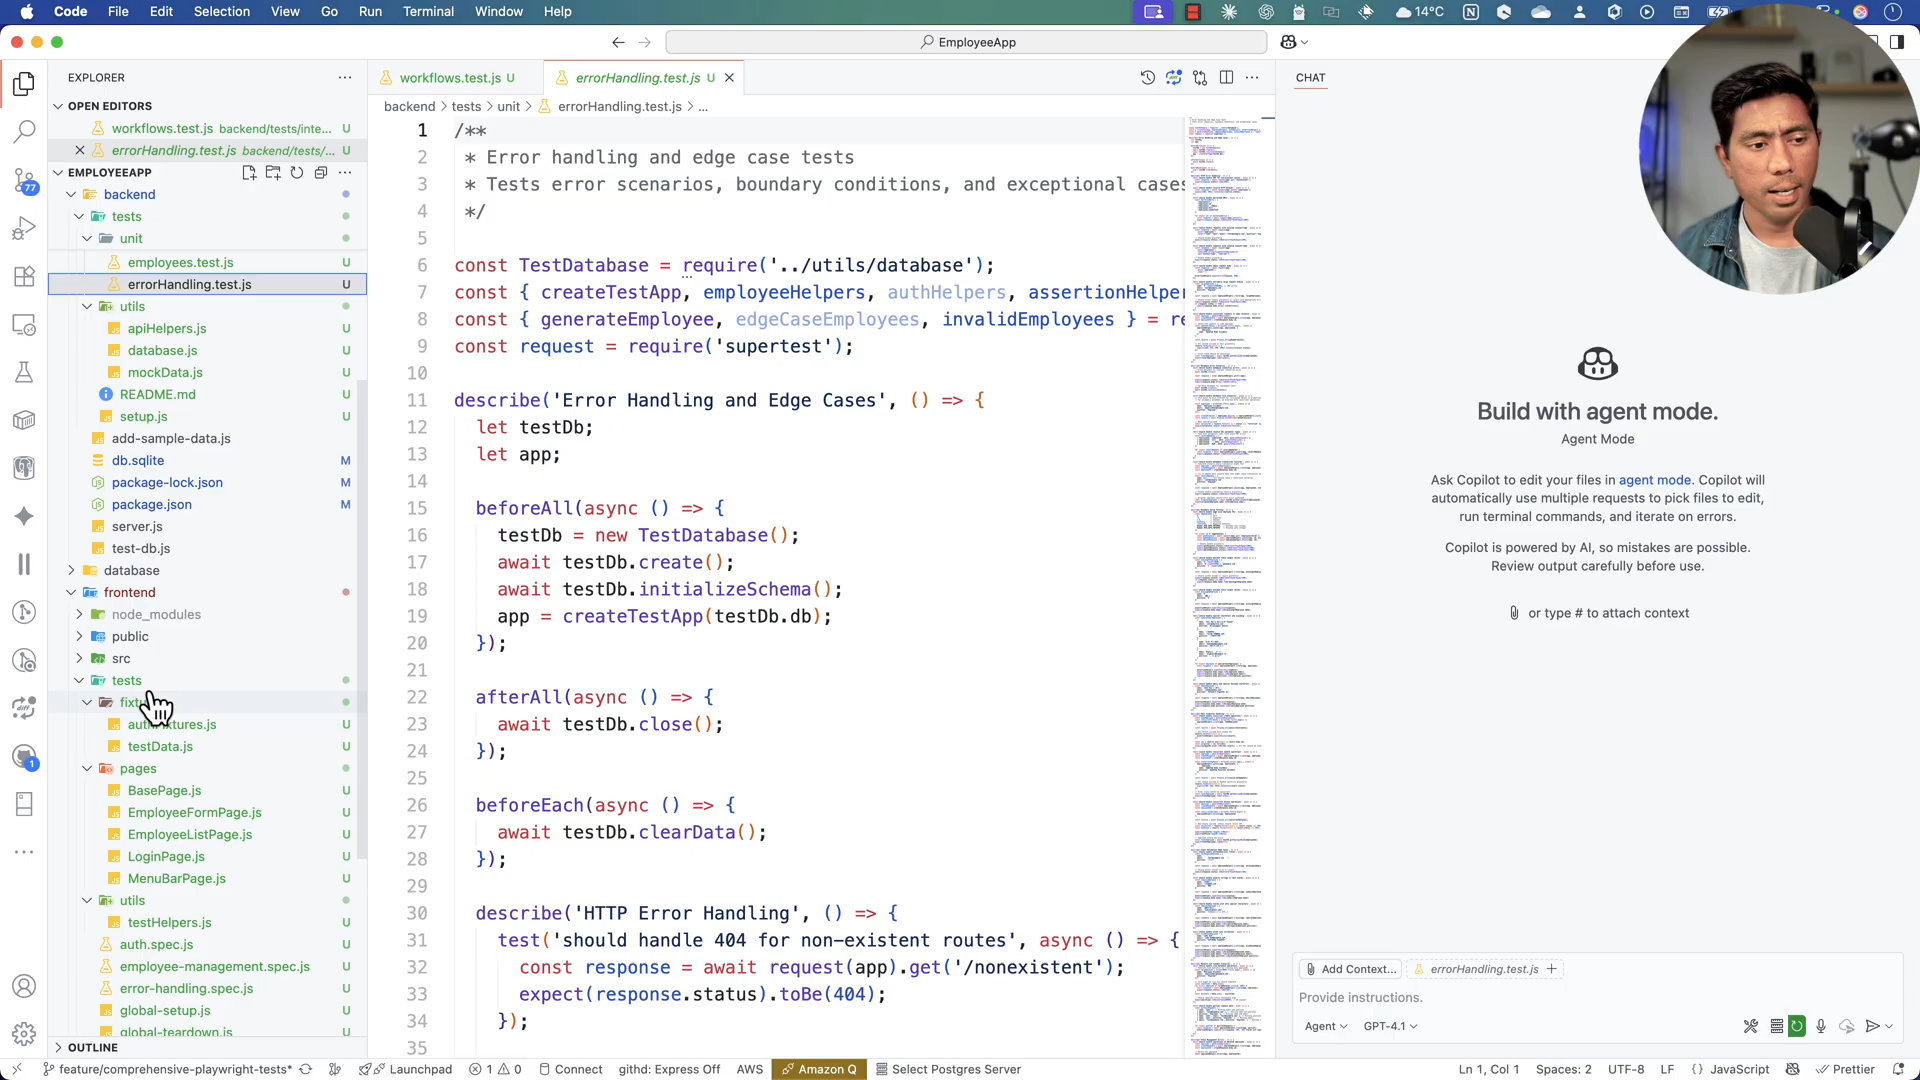 Code File Edit Selection View Go Run Terminal Window Help 14°C
EmployeeApp
EXPLORER
OPEN EDITORS
workflows.test.js backend/tests/inte... U
errorHandling.test.js backend/tests/... U
EMPLOYEEAPP
backend
tests
unit
employees.test.js U
errorHandling.test.js U
utils
apiHelpers.js U
database.js U
mockData.js U
README.md U
setup.js U
add-sample-data.js
db.sqlite M
package-lock.json M
package.json M
server.js
test-db.js
database
frontend
node_modules
public
src
tests
authFixtures.js U
testData.js U
pages
BasePage.js U
EmployeeFormPage.js U
EmployeeListPage.js U
LoginPage.js U
MenuBarPage.js U
utils
testHelpers.js U
auth.spec.js U
employee-management.spec.js U
error-handling.spec.js U
global-setup.js U
global-teardown.js U
OUTLINE
77
1
workflows.test.js U
errorHandling.test.js U
backend > tests > unit > errorHandling.test.js > ...
1 /**
2 * Error handling and edge case tests
3 * Tests error scenarios, boundary conditions, and exceptional cases
4 */
5
6 const TestDatabase = require('../utils/database');
7 const { createTestApp, employeeHelpers, authHelpers, assertionHelper
8 const { generateEmployee, edgeCaseEmployees, invalidEmployees } = re
9 const request = require('supertest');
10
11 describe('Error Handling and Edge Cases', () => {
12 let testDb;
13 let app;
14
15 beforeAll(async () => {
16 testDb = new TestDatabase();
17 await testDb.create();
18 await testDb.initializeSchema();
19 app = createTestApp(testDb.db);
20 });
21
22 afterAll(async () => {
23 await testDb.close();
24 });
25
26 beforeEach(async () => {
27 await testDb.clearData();
28 });
29
30 describe('HTTP Error Handling', () => {
31 test('should handle 404 for non-existent routes', async () => {
32 const response = await request(app).get('/nonexistent');
33 expect(response.status).toBe(404);
34 });
35
CHAT
Build with agent mode.
Agent Mode
Ask Copilot to edit your files in agent mode. Copilot will
automatically use multiple requests to pick files to edit,
run terminal commands, and iterate on errors.
Copilot is powered by AI, so mistakes are possible.
Review output carefully before use.
or type # to attach context
Add Context... errorHandling.test.js +
Provide instructions.
Agent GPT-4.1
feature/comprehensive-playwright-tests* Launchpad 1 0 Connect githd: Express Off AWS Amazon Q Select Postgres Server Ln 1, Col 1 Spaces: 2 UTF-8 LF {} JavaScript Prettier